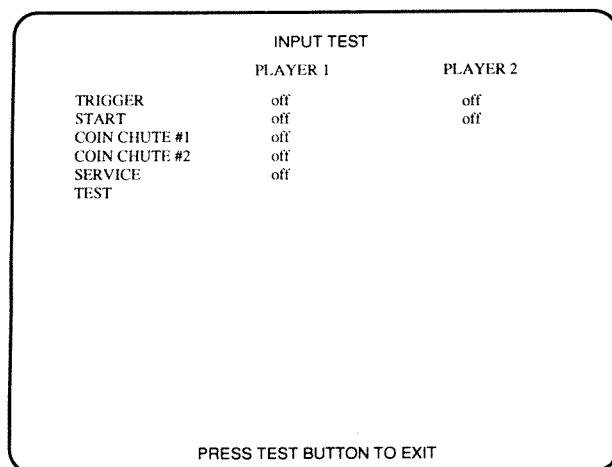 INPUT TEST
PLAYER 1 PLAYER 2
TRIGGER off off
START off off
COIN CHUTE #1 off
COIN CHUTE #2 off
SERVICE off
TEST
PRESS TEST BUTTON TO EXIT